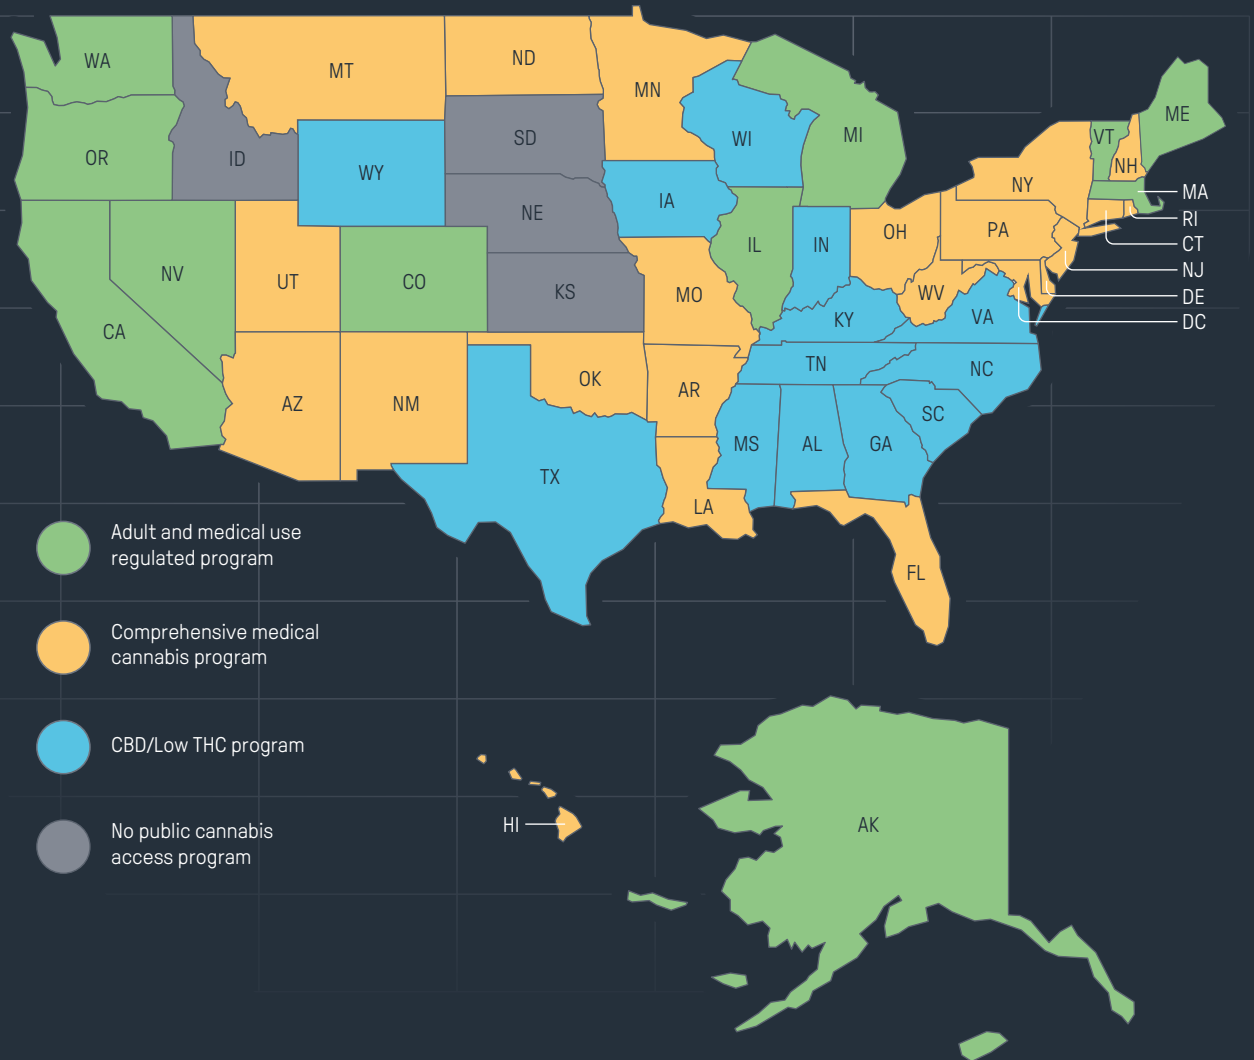 WA
MT
ND
MN
OR
ID
SD
WY
WI
MI
ME
VT
NH
NY
MA
RI
CT
NJ
DE
DC
NE
IA
IL
IN
OH
PA
NV
UT
CO
KS
MO
KY
WV
VA
CA
AZ
NM
OK
AR
TN
NC
SC
TX
LA
MS
AL
GA
FL
Adult and medical use
regulated program
Comprehensive medical
cannabis program
CBD/Low THC program
No public cannabis
access program
HI
AK